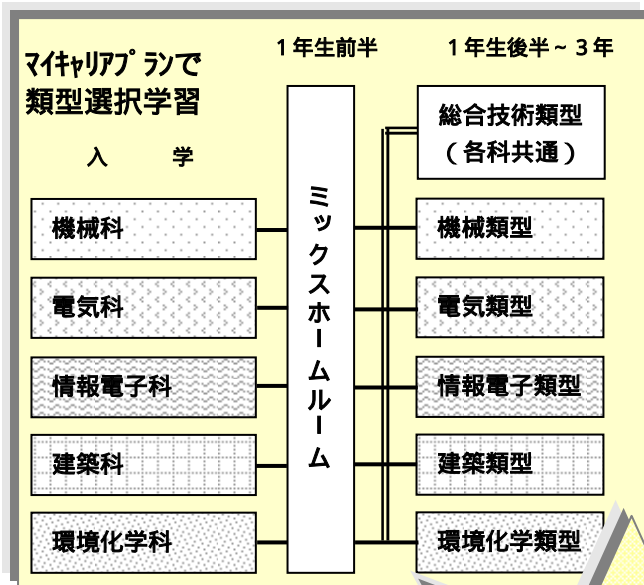 マイキャリアプランで
類型選択学習
入　学
機械科
電気科
情報電子科
建築科
環境化学科
1年生前半
ミックスホームルーム
1年生後半~3年
総合技術類型
(各科共通)
機械類型
電気類型
情報電子類型
建築類型
環境化学類型